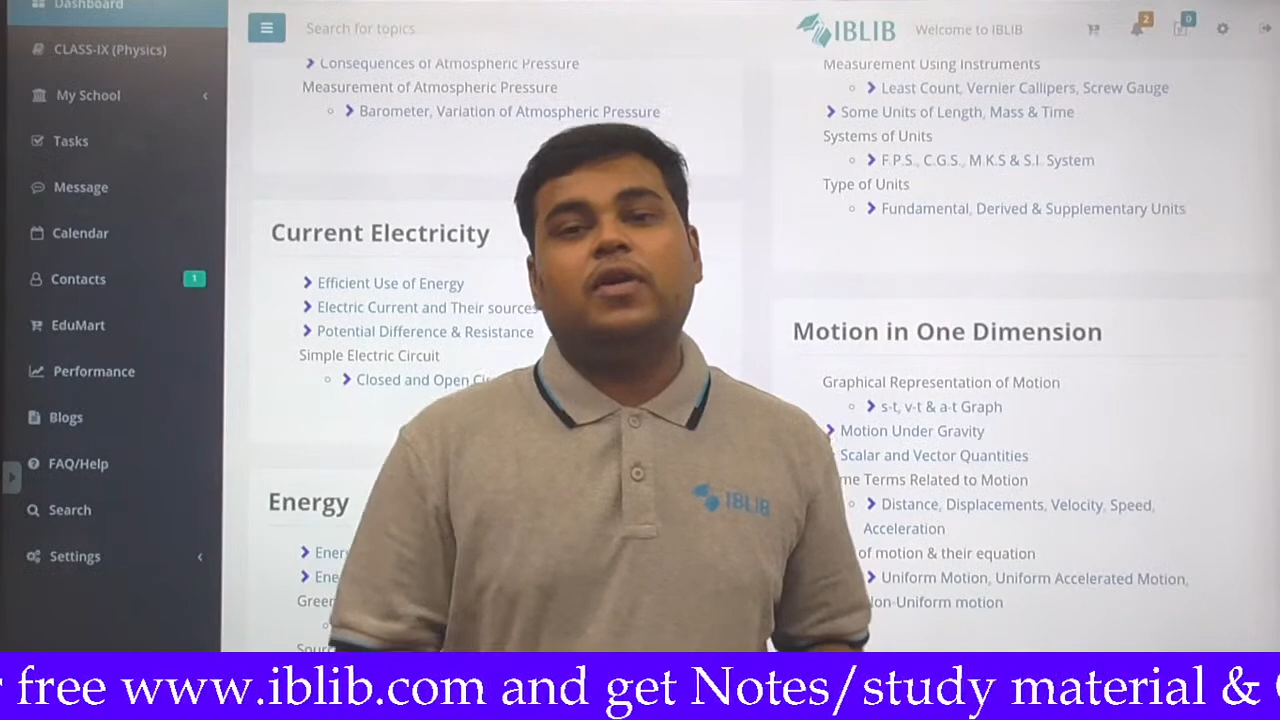 Dashboard
CLASS-IX (Physics)
My School
Tasks
Message
Calendar
Contacts
1
EduMart
Performance
Blogs
FAQ/Help
Search
Settings
Search for topics
IBLIB
Welcome to IBLIB
2
0
Consequences of Atmospheric Pressure
Measurement of Atmospheric Pressure
Barometer, Variation of Atmospheric Pressure
Current Electricity
Efficient Use of Energy
Electric Current and Their sources
Potential Difference & Resistance
Simple Electric Circuit
Closed and Open
Energy
Measurement Using Instruments
Least Count, Vernier Callipers, Screw Gauge
Some Units of Length, Mass & Time
Systems of Units
F.P.S., C.G.S., M.K.S & S.I. System
Type of Units
Fundamental, Derived & Supplementary Units
Motion in One Dimension
Graphical Representation of Motion
s-t, v-t & a-t Graph
Motion Under Gravity
Scalar and Vector Quantities
Terms Related to Motion
Distance, Displacements, Velocity, Speed,
Acceleration
of motion & their equation
Uniform Motion, Uniform Accelerated Motion,
Non-Uniform motion
IBLIB
free www.iblib.com and get Notes/study material &